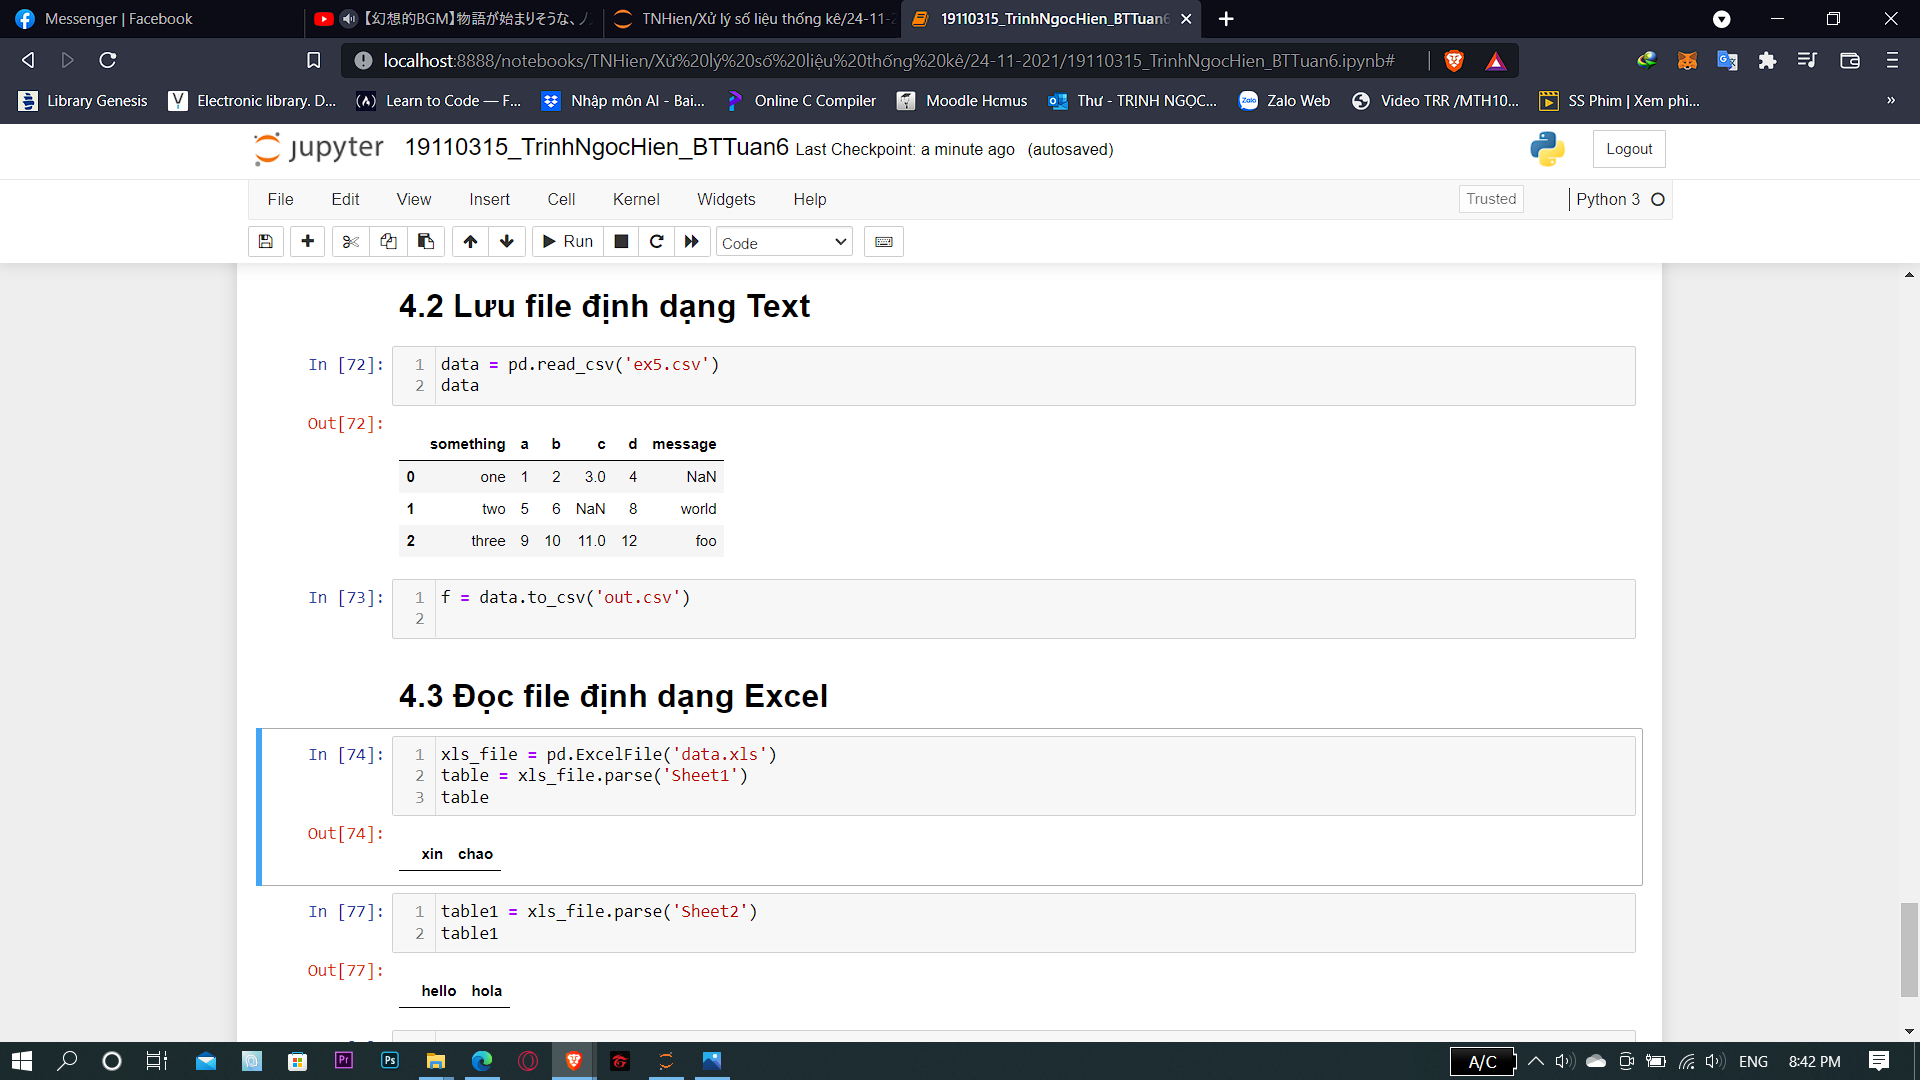 Messenger | Facebook
【幻想的BGM】物語が始まりそうな、
TNHien/Xử lý số liệu thống kê/24-11-
19110315_TrinhNgocHien_BTTuan6
localhost:8888/notebooks/TNHien/Xử%20lý%20số%20liệu%20thống%20kê/24-11-2021/19110315_TrinhNgocHien_BTTuan6.ipynb#
Library Genesis
Electronic library. D...
Learn to Code — F...
Nhập môn AI - Bai...
Online C Compiler
Moodle Hcmus
Thư - TRỊNH NGỌC...
Zalo Web
Video TRR /MTH10...
SS Phim | Xem phi...
»
jupyter 19110315_TrinhNgocHien_BTTuan6 Last Checkpoint: a minute ago (autosaved)
Logout
File Edit View Insert Cell Kernel Widgets Help
Trusted
Python 3
Run
Code
4.2 Lưu file định dạng Text
In [72]:
1 data = pd.read_csv('ex5.csv')
2 data
Out[72]:
something a b c d message
0 one 1 2 3.0 4 NaN
1 two 5 6 NaN 8 world
2 three 9 10 11.0 12 foo
In [73]:
1 f = data.to_csv('out.csv')
2
4.3 Đọc file định dạng Excel
In [74]:
1 xls_file = pd.ExcelFile('data.xls')
2 table = xls_file.parse('Sheet1')
3 table
Out[74]:
xin chao
In [77]:
1 table1 = xls_file.parse('Sheet2')
2 table1
Out[77]:
hello hola
Pr
Ps
A/C
ENG
8:42 PM